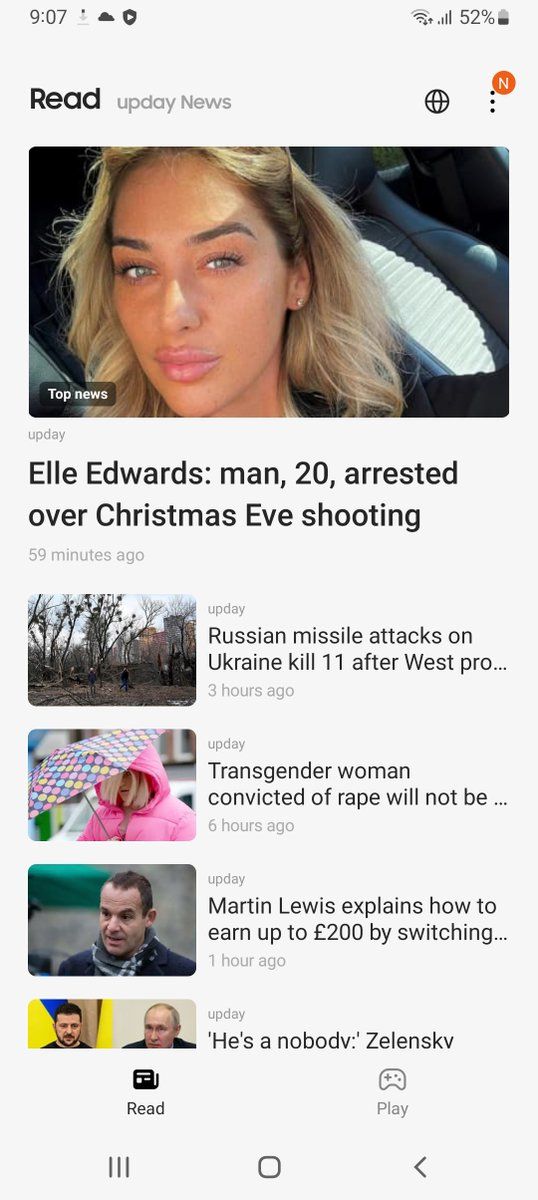 9:07 52%
N
Read upday News
Top news
upday
Elle Edwards: man, 20, arrested
over Christmas Eve shooting
59 minutes ago
upday
Russian missile attacks on
Ukraine kill 11 after West pro...
3 hours ago
upday
Transgender woman
convicted of rape will not be ...
6 hours ago
upday
Martin Lewis explains how to
earn up to £200 by switching...
1 hour ago
upday
'He's a nobody:' Zelensky
Read Play